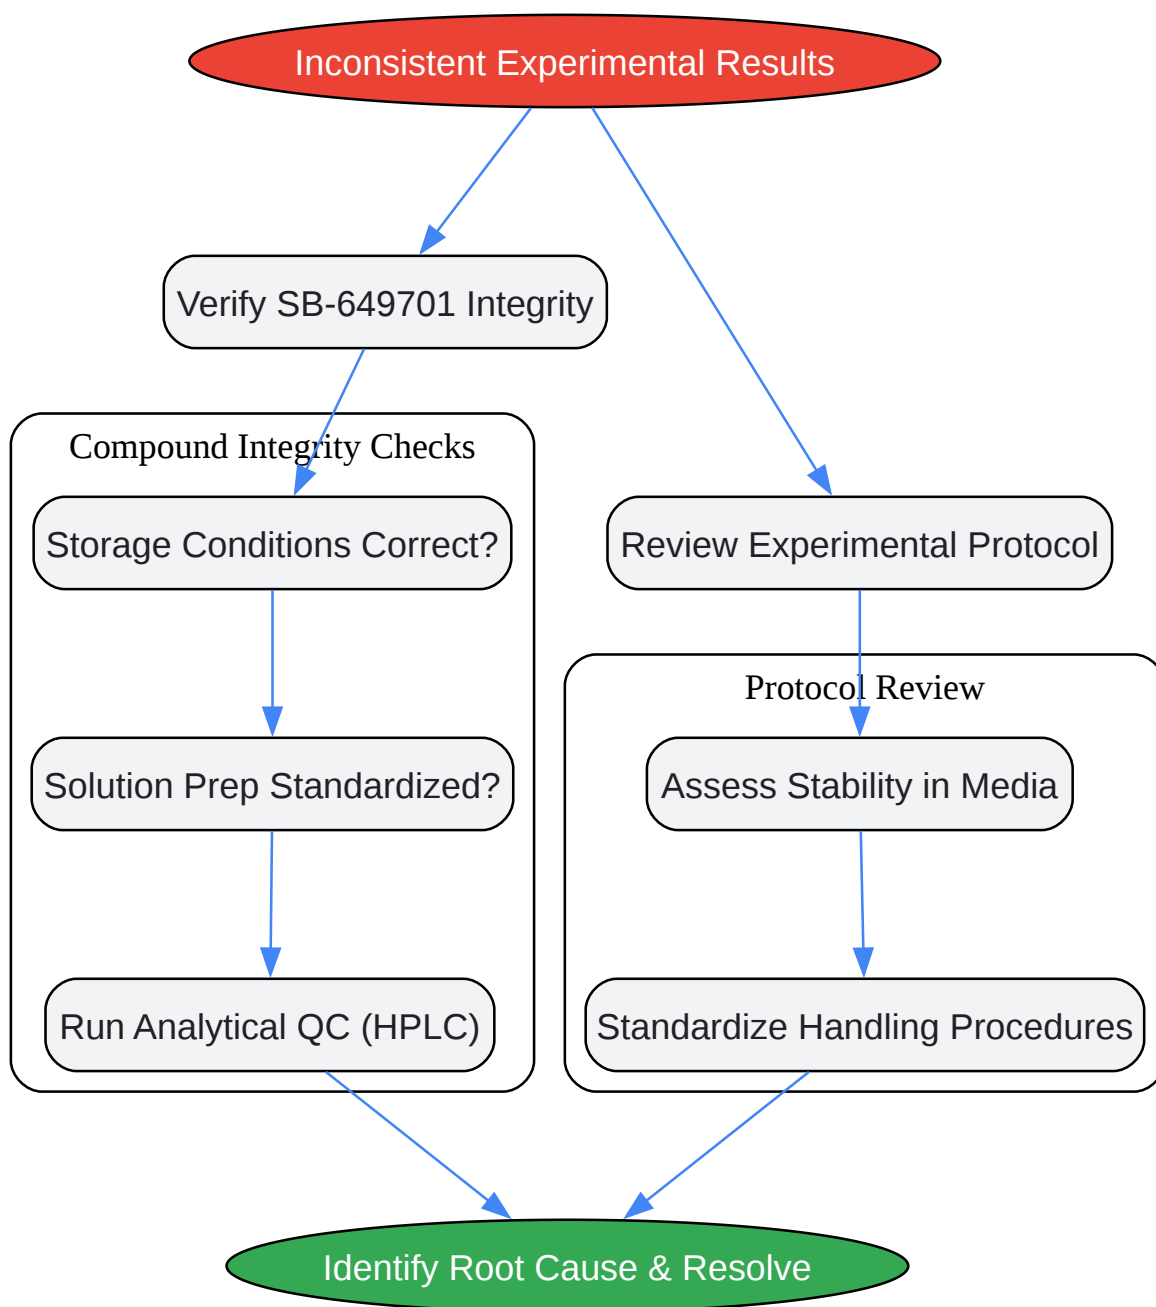 Inconsistent Experimental Results
Verify SB-649701 Integrity
Compound Integrity Checks
Storage Conditions Correct?
Review Experimental Protocol
Protocol Review
Solution Prep Standardized?
Assess Stability in Media
Run Analytical QC (HPLC)
Standardize Handling Procedures
Identify Root Cause & Resolve